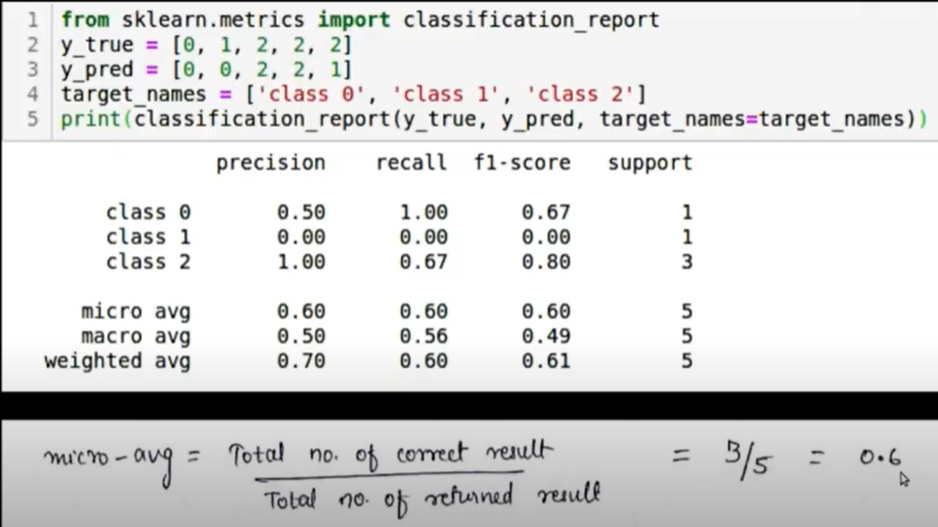 1 from sklearn.metrics import classification_report
2 y_true = [0, 1, 2, 2, 2]
3 y_pred = [0, 0, 2, 2, 1]
4 target_names = ['class 0', 'class 1', 'class 2']
5 print(classification_report(y_true, y_pred, target_names=target_names))
precision recall f1-score support
class 0 0.50 1.00 0.67 1
class 1 0.00 0.00 0.00 1
class 2 1.00 0.67 0.80 3
micro avg 0.60 0.60 0.60 5
macro avg 0.50 0.56 0.49 5
weighted avg 0.70 0.60 0.61 5
micro-avg = Total no. of correct result = 3/5 = 0.6
Total no. of returned result